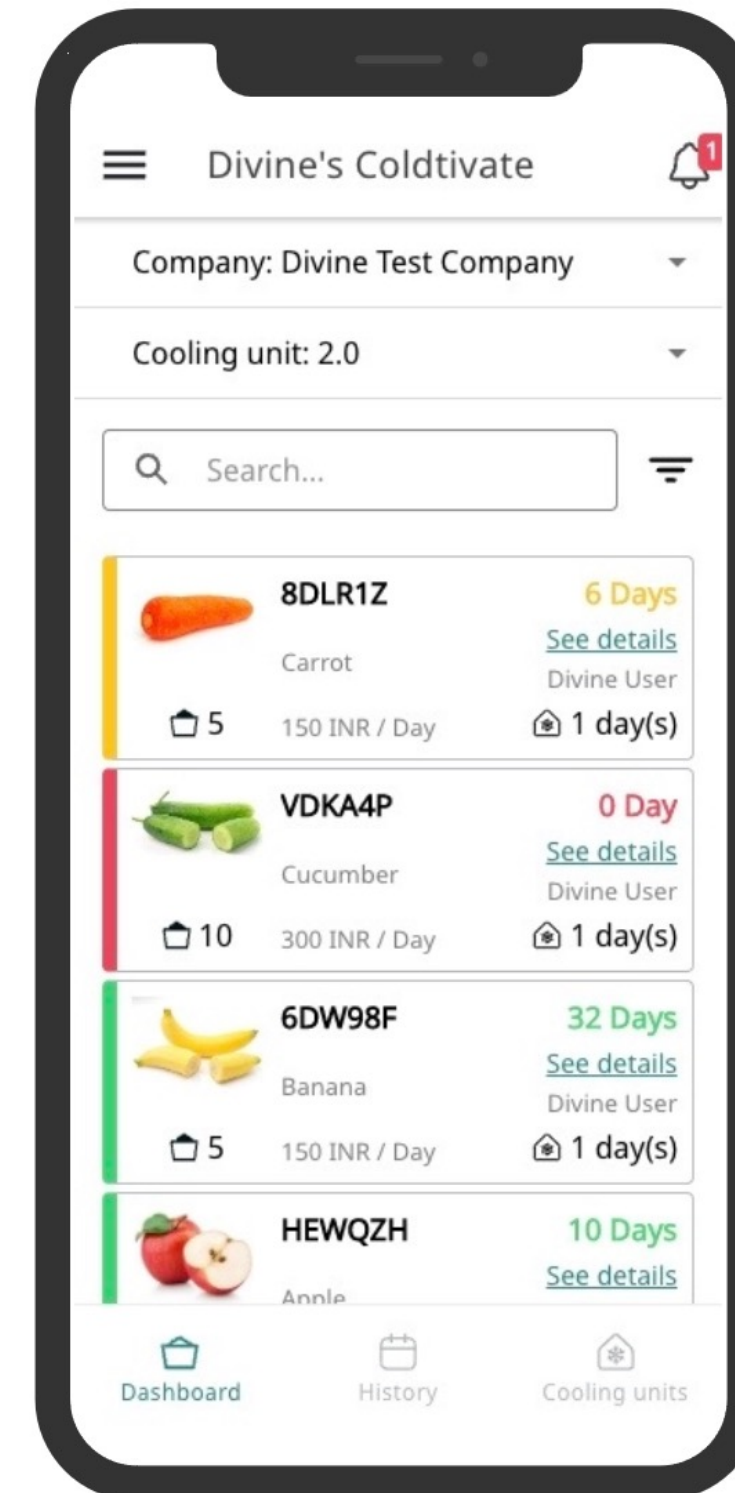 Divine's Coldtivate
1
Company: Divine Test Company
Cooling unit: 2.0
Search...
8DLR1Z
6 Days
See details
Carrot
Divine User
5
150 INR / Day
1 day(s)
VDKA4P
0 Day
See details
Cucumber
Divine User
10
300 INR / Day
1 day(s)
6DW98F
32 Days
See details
Banana
Divine User
5
150 INR / Day
1 day(s)
HEWQZH
10 Days
See details
Apple
Dashboard
History
Cooling units